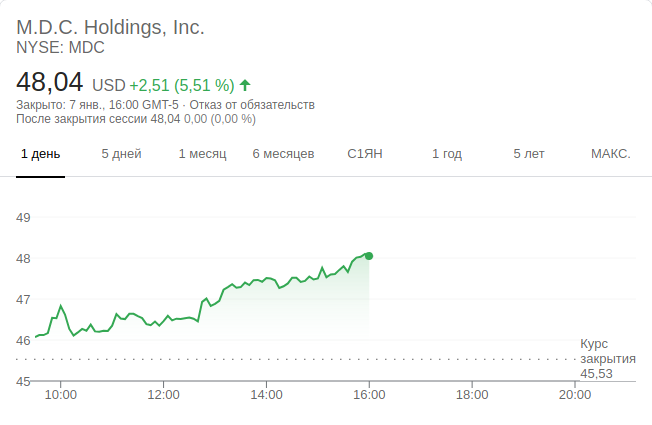 M.D.C. Holdings, Inc.
NYSE: MDC
48,04 USD +2,51 (5,51 %)
Закрыто: 7 янв., 16:00 GMT-5 · Отказ от обязательств
После закрытия сессии 48,04 0,00 (0,00 %)
1 день 5 дней 1 месяц 6 месяцев С1ЯН 1 год 5 лет МАКС.
49
48
47
46
Курс
закрытия
45,53
45
10:00 12:00 14:00 16:00 18:00 20:00